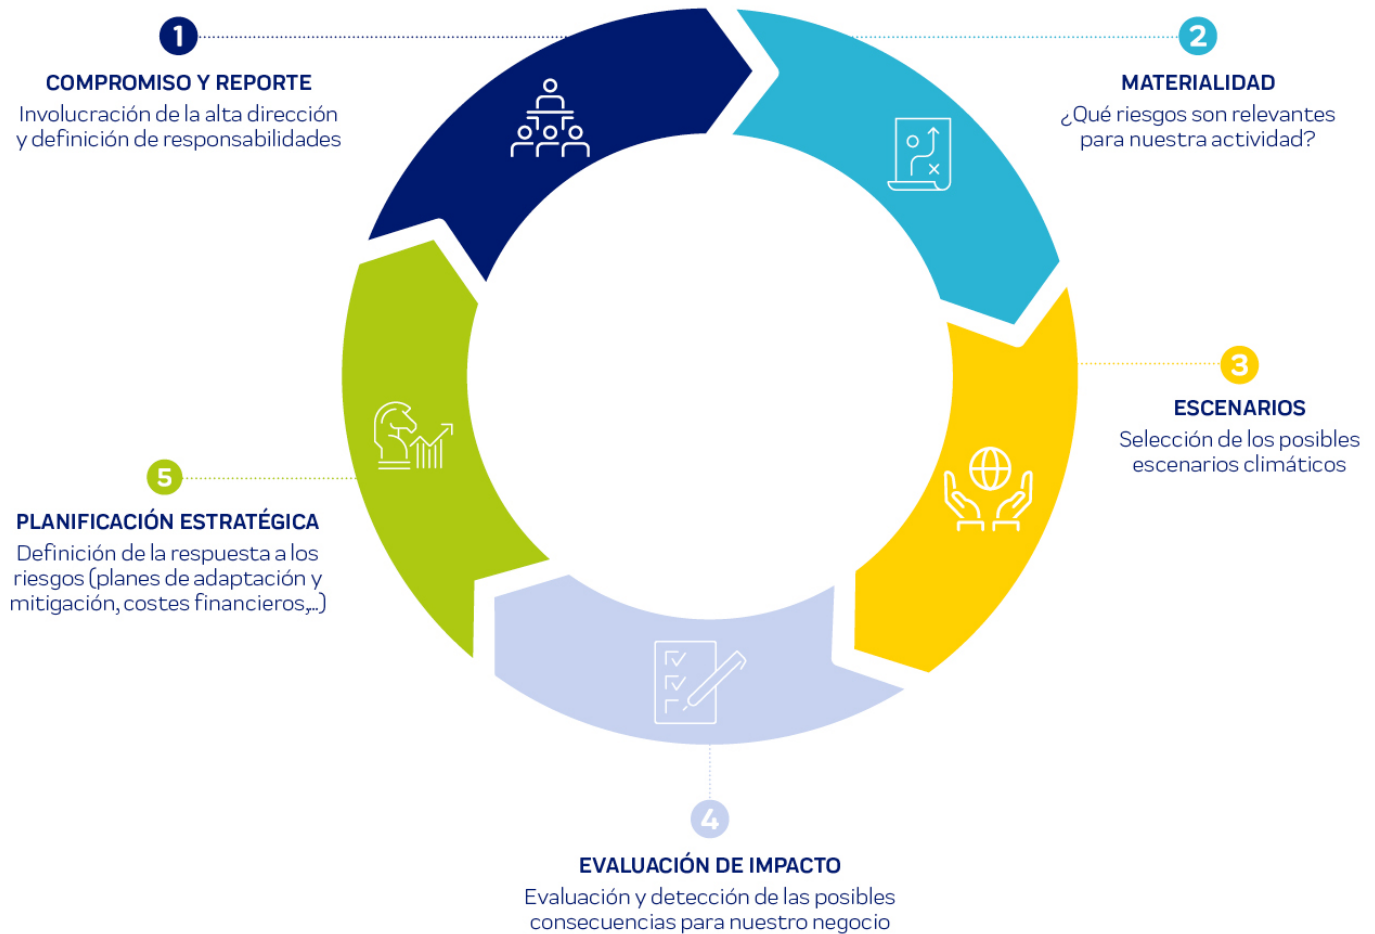 1
COMPROMISO Y REPORTE
Involucración de la alta dirección
y definición de responsabilidades
2
MATERIALIDAD
¿Qué riesgos son relevantes
para nuestra actividad?
3
ESCENARIOS
Selección de los posibles
escenarios climáticos
4
EVALUACIÓN DE IMPACTO
Evaluación y detección de las posibles
consecuencias para nuestro negocio
5
PLANIFICACIÓN ESTRATÉGICA
Definición de la respuesta a los
riesgos (planes de adaptación y
mitigación, costes financieros,...)